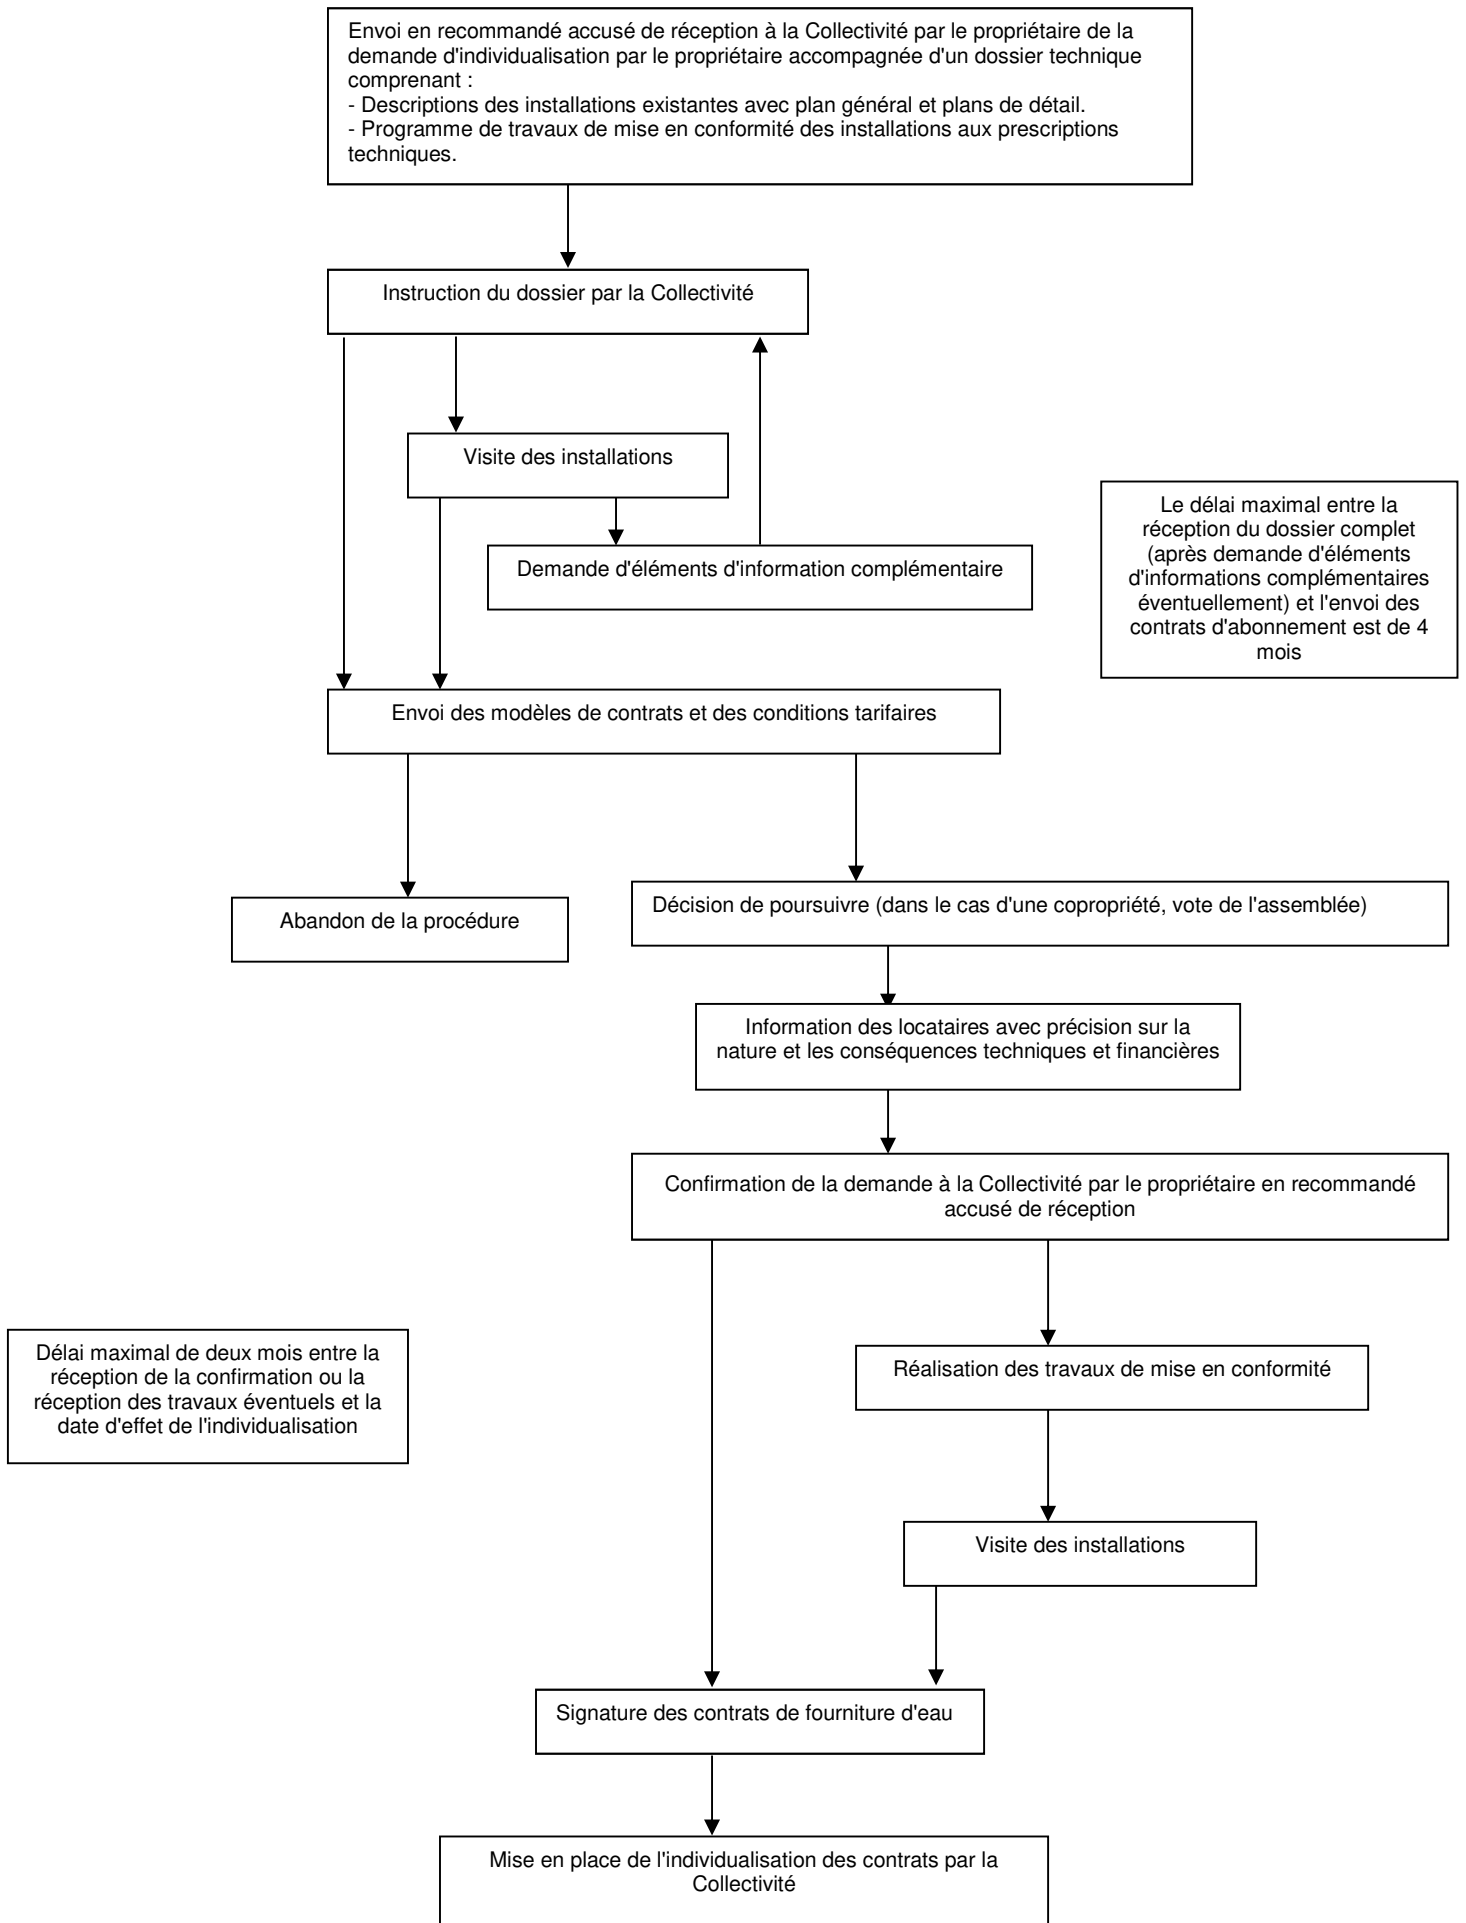 Envoi en recommandé accusé de réception à la Collectivité par le propriétaire de la
demande d'individualisation par le propriétaire accompagnée d'un dossier technique
comprenant :
- Descriptions des installations existantes avec plan général et plans de détail.
- Programme de travaux de mise en conformité des installations aux prescriptions
techniques.
Instruction du dossier par la Collectivité
Visite des installations
Demande d'éléments d'information complémentaire
Le délai maximal entre la
réception du dossier complet
(après demande d'éléments
d'informations complémentaires
éventuellement) et l'envoi des
contrats d'abonnement est de 4
mois
Envoi des modèles de contrats et des conditions tarifaires
Abandon de la procédure
Décision de poursuivre (dans le cas d'une copropriété, vote de l'assemblée)
Information des locataires avec précision sur la
nature et les conséquences techniques et financières
Confirmation de la demande à la Collectivité par le propriétaire en recommandé
accusé de réception
Délai maximal de deux mois entre la
réception de la confirmation ou la
réception des travaux éventuels et la
date d'effet de l'individualisation
Réalisation des travaux de mise en conformité
Visite des installations
Signature des contrats de fourniture d'eau
Mise en place de l'individualisation des contrats par la
Collectivité